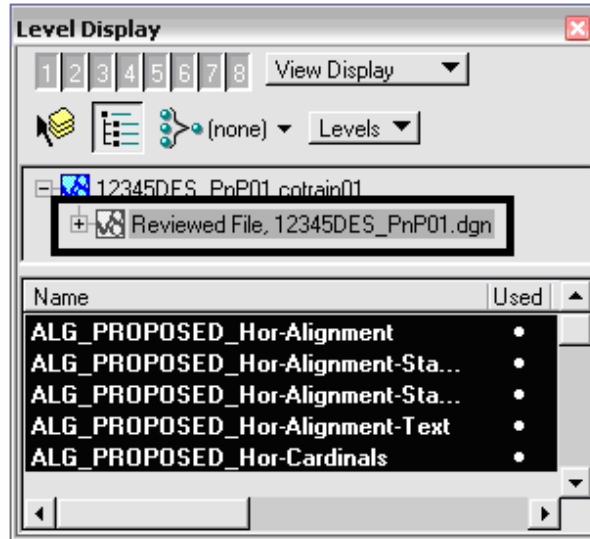 Level Display
1 2 3 4 5 6 7 8 View Display
(none) Levels
12345DES_PnP01.cotrain01
Reviewed File, 12345DES_PnP01.dgn
Name Used
ALG_PROPOSED_Hor-Alignment
ALG_PROPOSED_Hor-Alignment-Sta...
ALG_PROPOSED_Hor-Alignment-Sta...
ALG_PROPOSED_Hor-Alignment-Text
ALG_PROPOSED_Hor-Cardinals